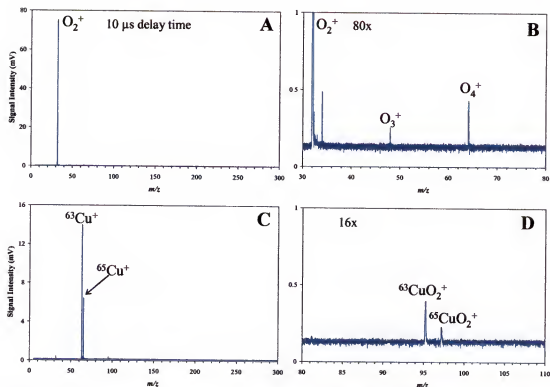 O₂⁺ 10 µs delay time A
Signal Intensity (mV)
80
60
40
20
0
0 50 100 150 200 250 300
m/z
O₂⁺ 80x B
O₃⁺
O₄⁺
1
0.5
0
30 40 50 60 70 80
m/z
C
⁶³Cu⁺
⁶⁵Cu⁺
Signal Intensity (mV)
16
12
8
4
0
0 50 100 150 200 250 300
m/z
16x D
⁶³CuO₂⁺
⁶⁵CuO₂⁺
1
0.5
0
80 85 90 95 100 105 110
m/z